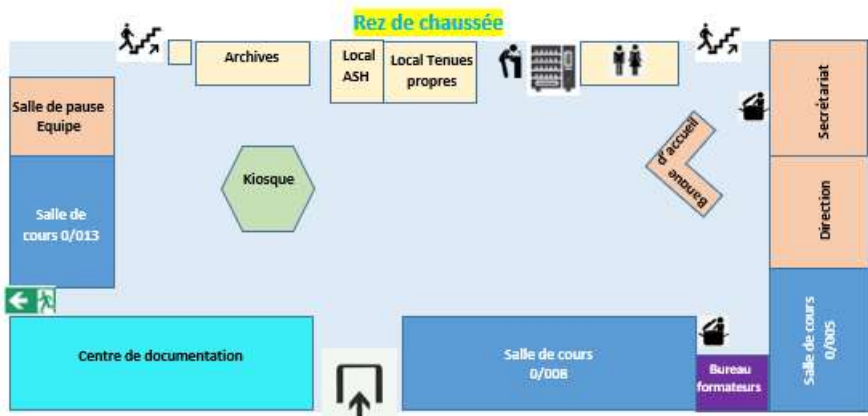 Rez de chaussée
Archives
Local
ASH
Local Tenues
propres
Secrétariat
Salle de pause
Equipe
Kiosque
Banque
d'accueil
Salle de
cours 0/013
Direction
Centre de documentation
Salle de cours
0/008
Bureau
formateurs
Salle de cours
0/005